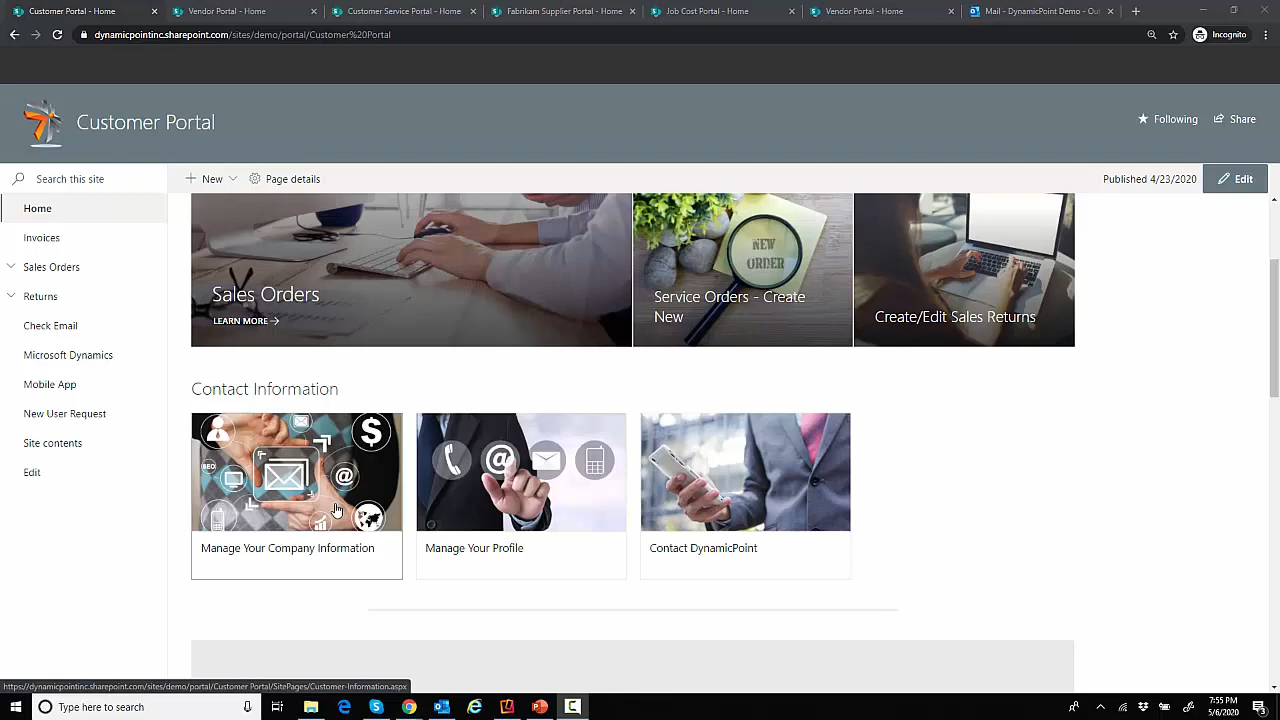 Customer Portal - Home
Vendor Portal - Home
Customer Service Portal - Home
Fabrikam Supplier Portal - Home
Job Cost Portal - Home
Vendor Portal - Home
Mail - DynamicPoint Demo - Out
dynamicpointinc.sharepoint.com/sites/demo/portal/Customer%20Portal
Incognito
Customer Portal
Following
Share
Search this site
New
Page details
Published 4/23/2020
Edit
Home
Invoices
Sales Orders
Returns
Check Email
Microsoft Dynamics
Mobile App
New User Request
Site contents
Edit
Sales Orders
LEARN MORE
NEW
ORDER
Service Orders - Create
New
Create/Edit Sales Returns
Contact Information
SEO
Manage Your Company Information
Manage Your Profile
Contact DynamicPoint
https://dynamicpointinc.sharepoint.com/sites/demo/portal/Customer Portal/SitePages/Customer-Information.aspx
Type here to search
7:55 PM
5/6/2020